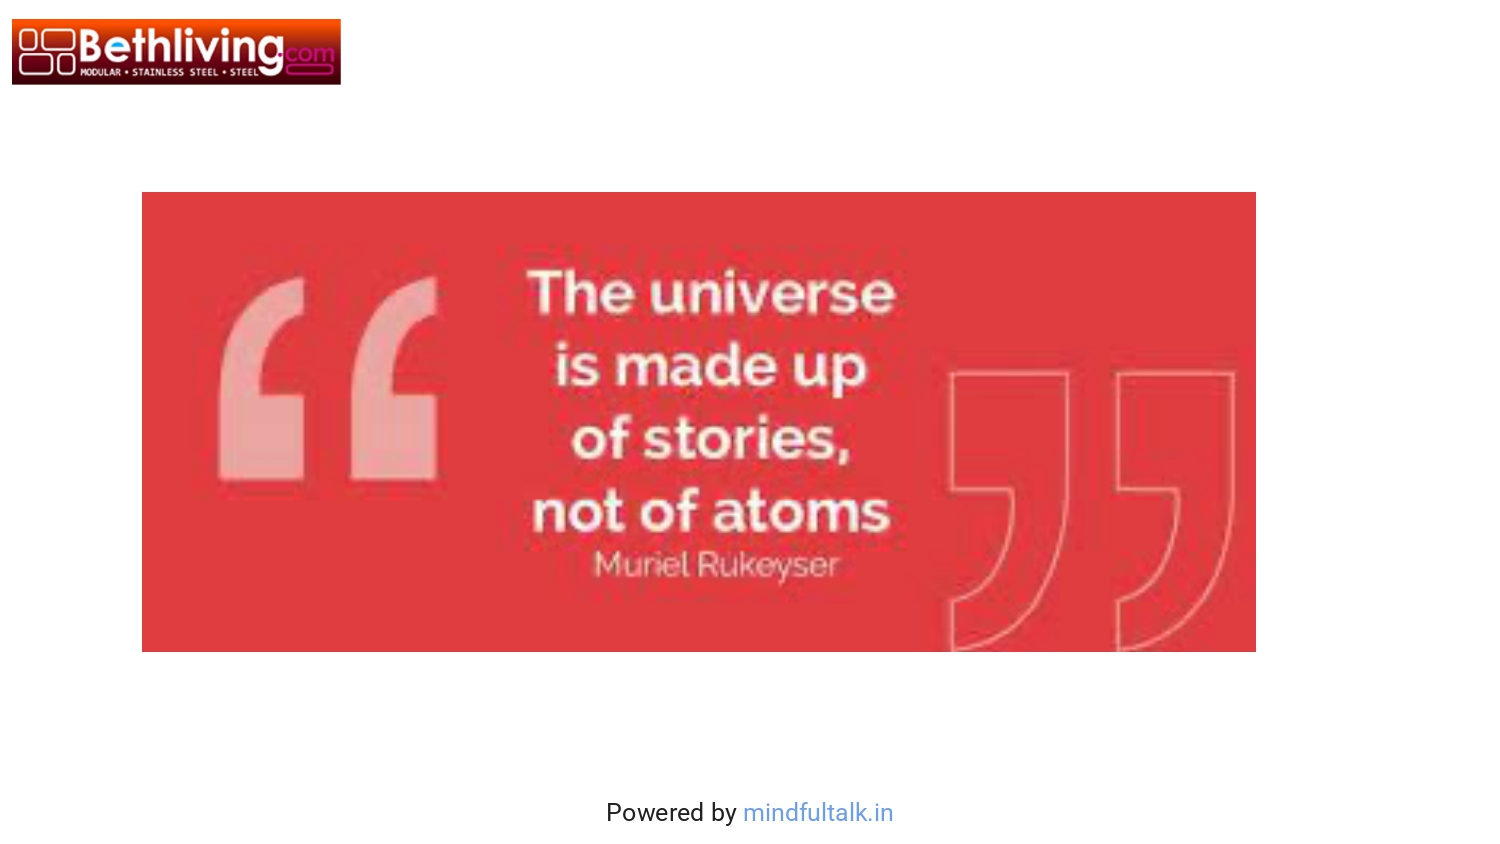 Bethliving.com
MODULAR • STAINLESS STEEL • STEEL
The universe
is made up
of stories,
not of atoms
Muriel Rukeyser
Powered by mindfultalk.in